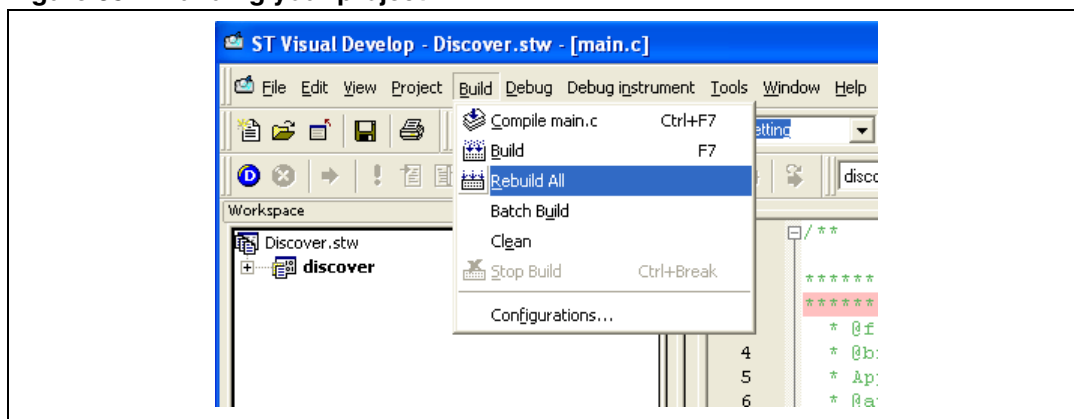 ST Visual Develop - Discover.stw - [main.c]
File Edit View Project Build Debug Debug instrument Tools Window Help
Compile main.c Ctrl+F7
Build F7
Rebuild All
Batch Build
Clean
Stop Build Ctrl+Break
Configurations...
Workspace
Discover.stw
discover
/**
******
******
4 * 
5 * 
6 *